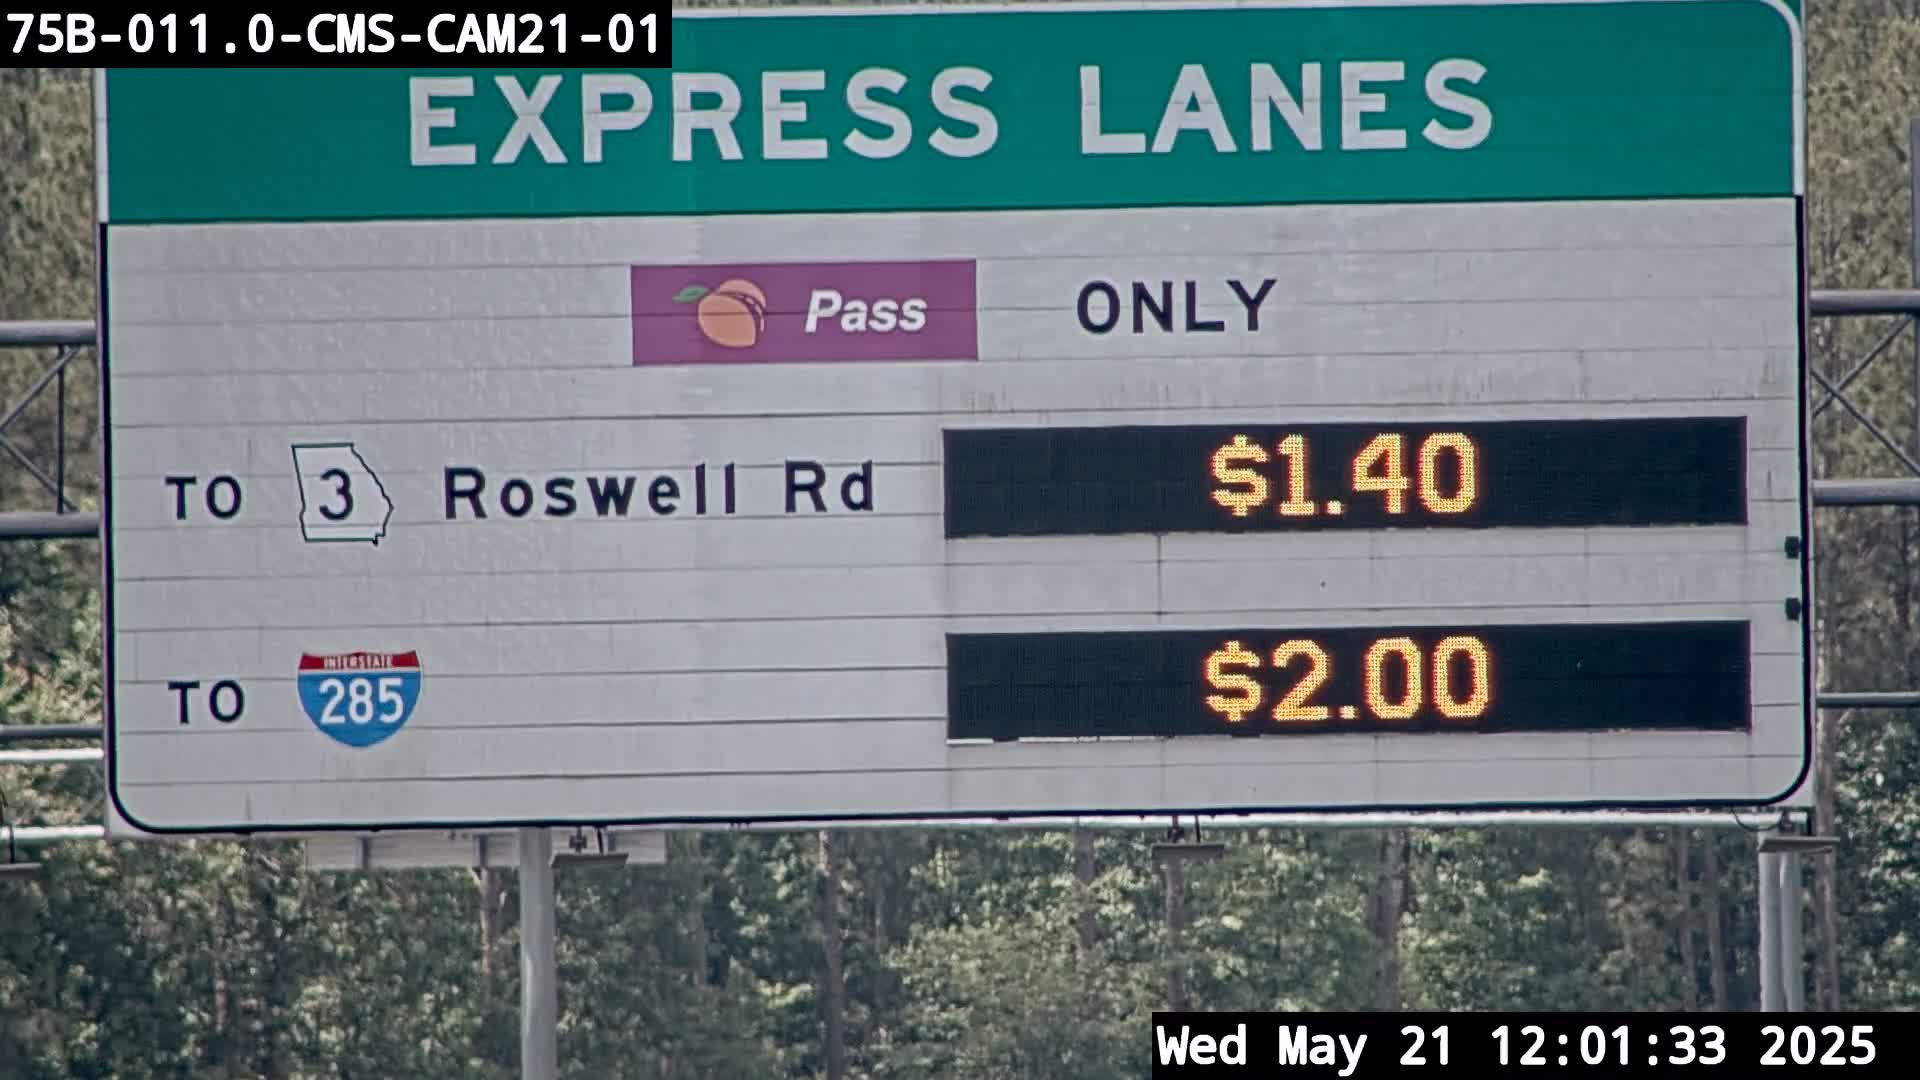 75B-011.0-CMS-CAM21-01
EXPRESS LANES
Pass ONLY
TO 3 Roswell Rd $1.40
INTERSTATE
TO 285 $2.00
Wed May 21 12:01:33 2025